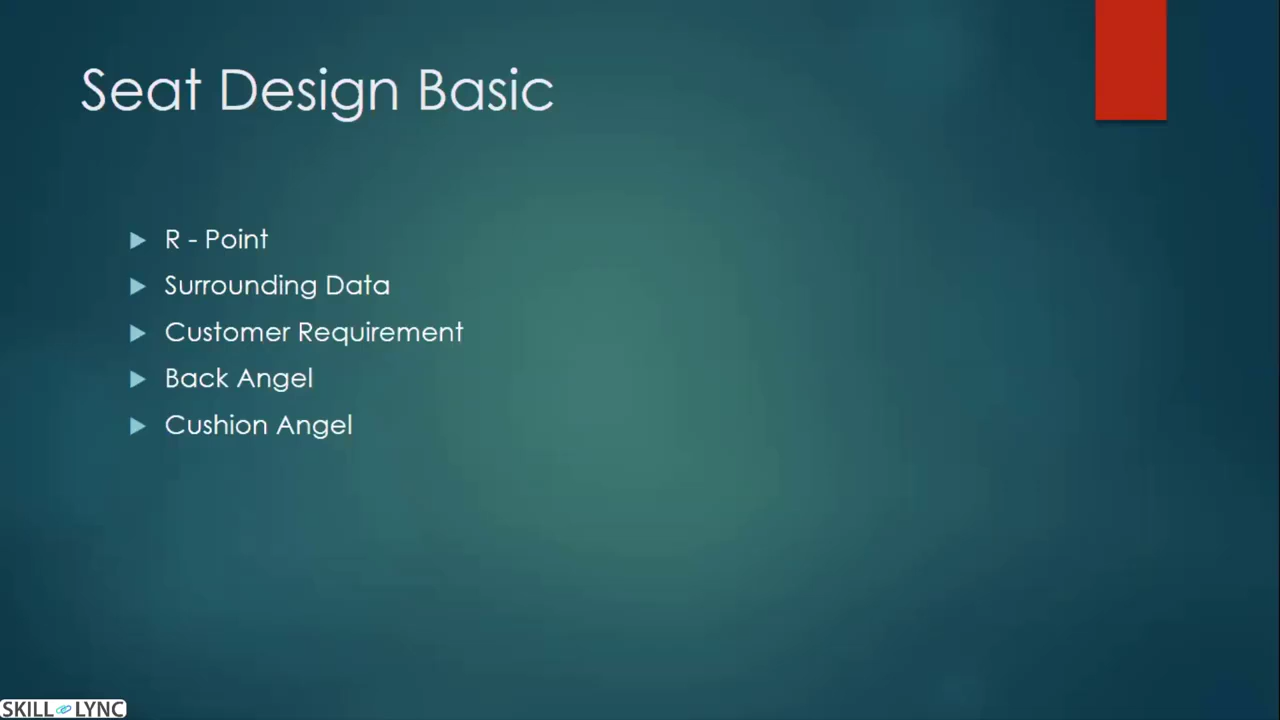 Seat Design Basic
R - Point
Surrounding Data
Customer Requirement
Back Angel
Cushion Angel
SKILL LYNC